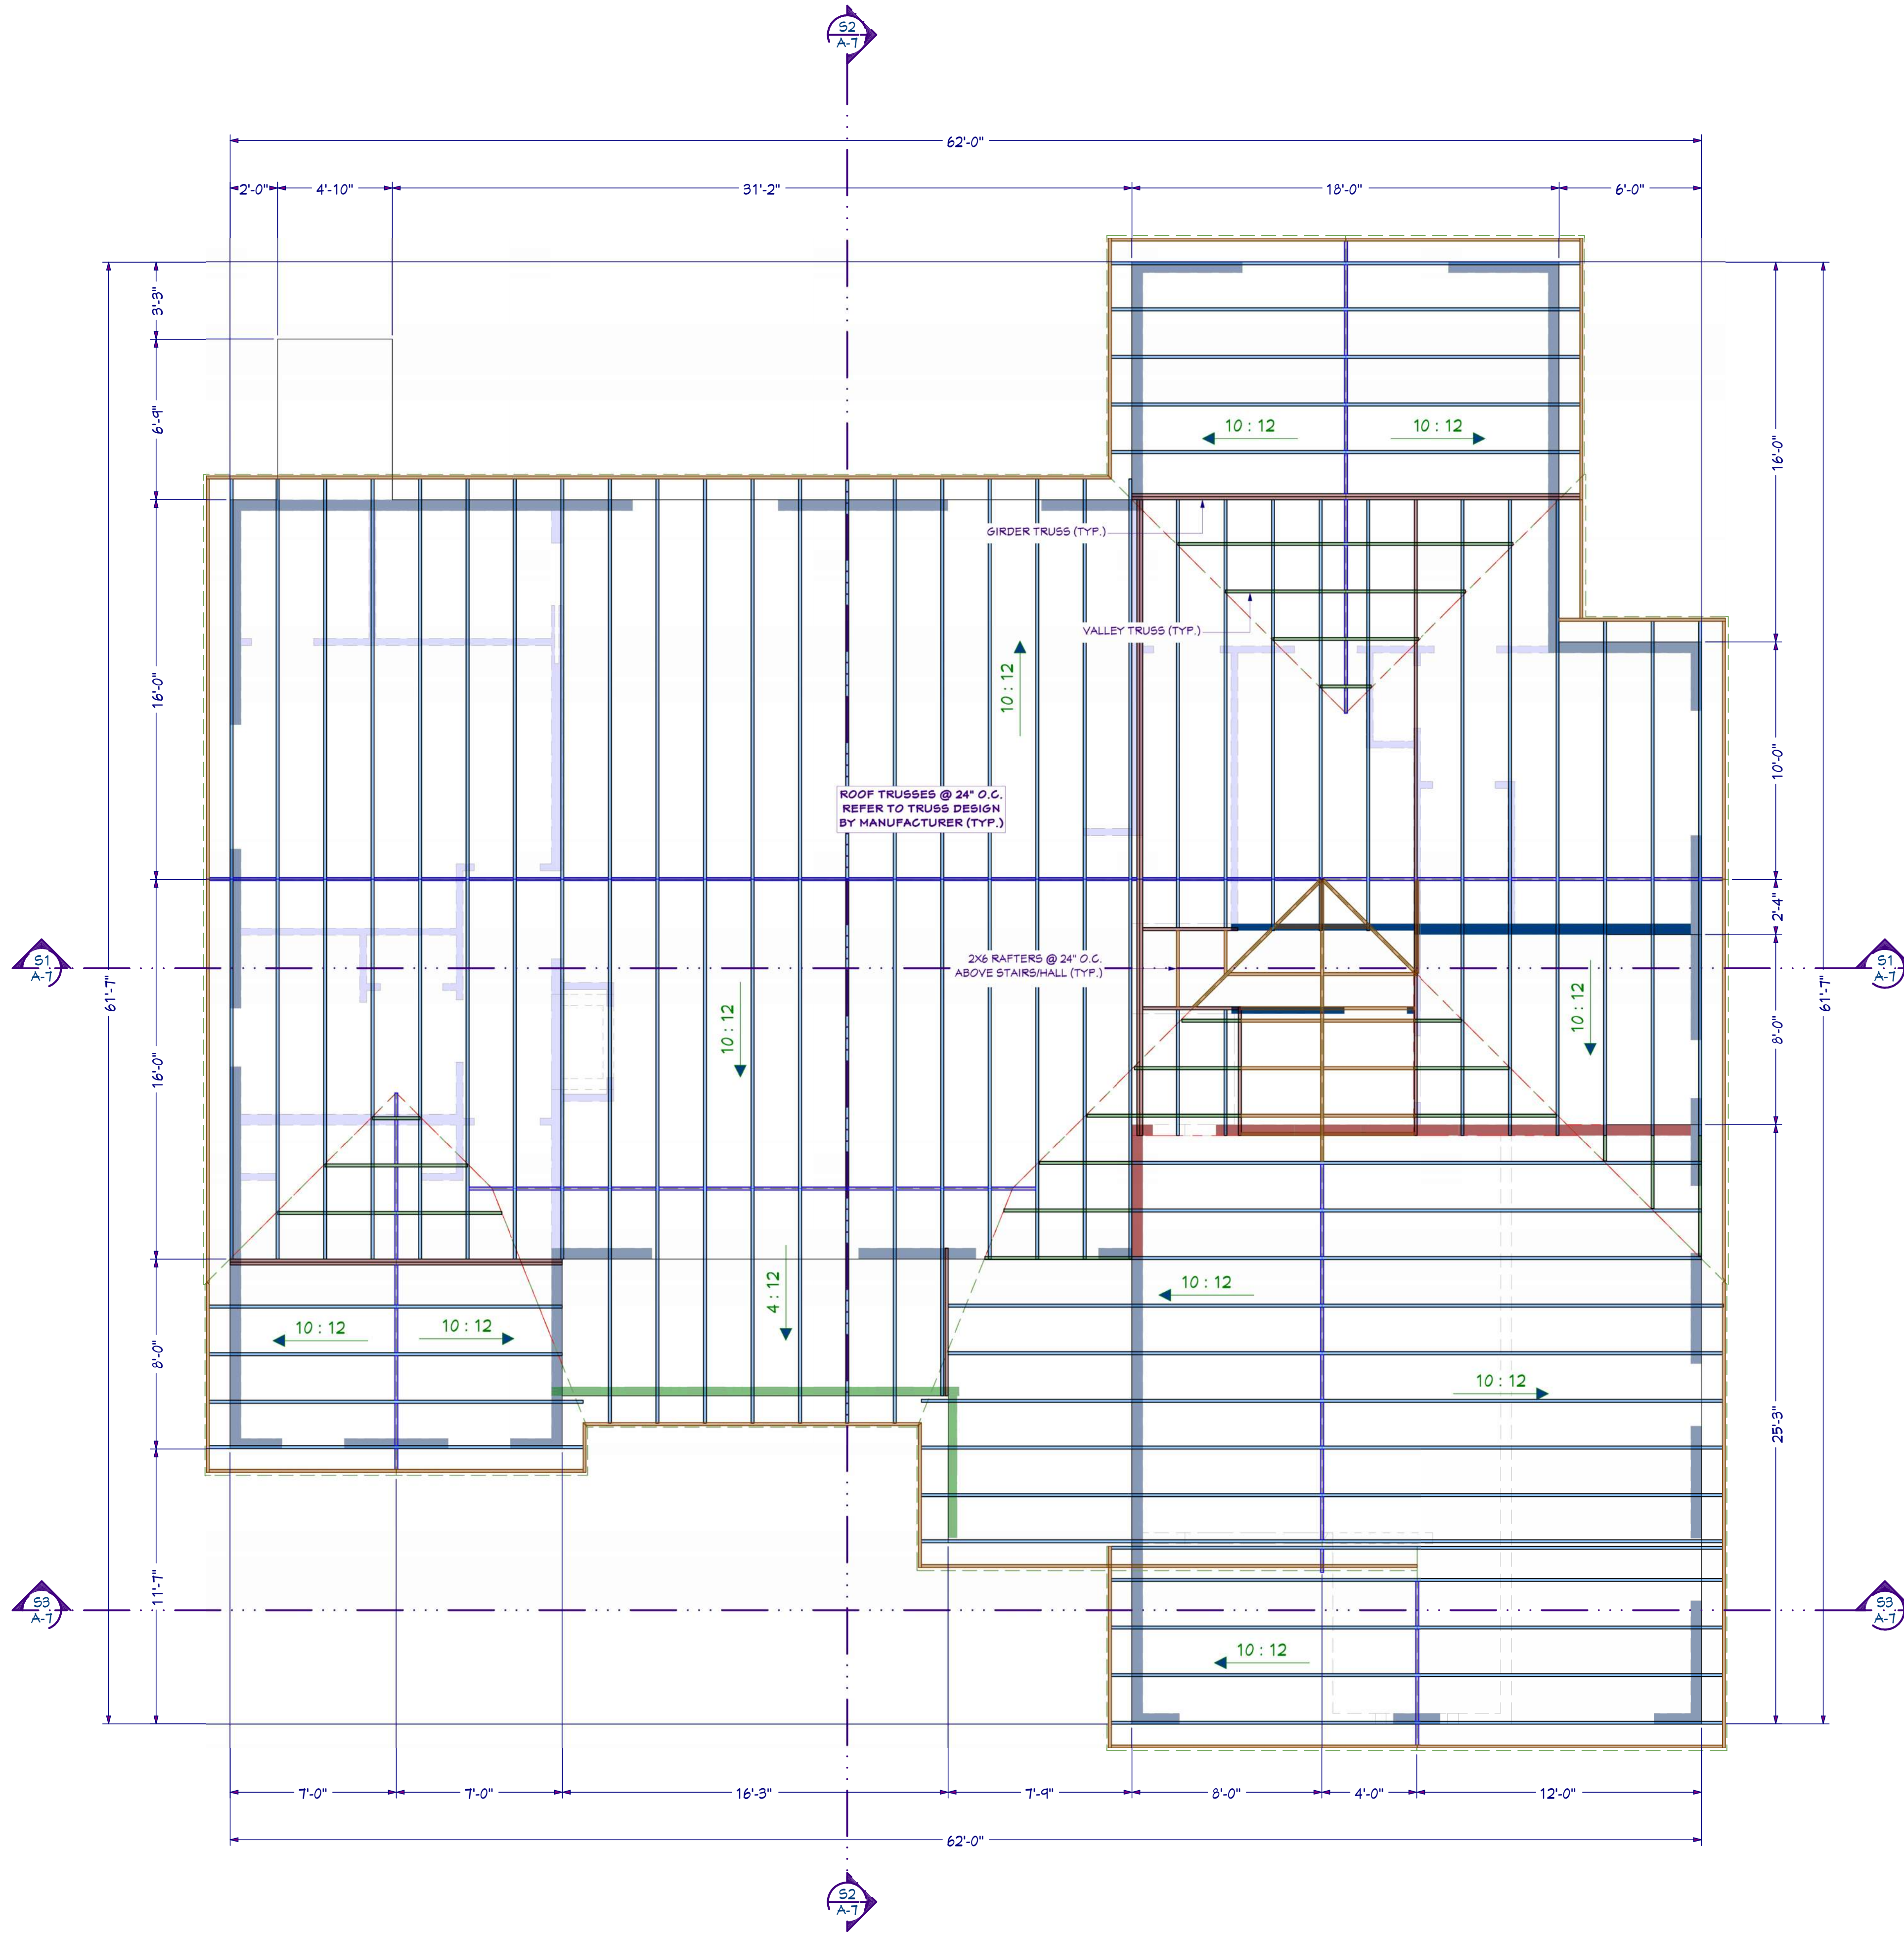 S2
A-7
62'-0"
2'-0" 4'-10" 31'-2" 18'-0" 6'-0"
3'-3"
6'-9"
16'-0"
16'-0"
8'-0"
11'-7"
61'-7"
10 : 12 10 : 12
GIRDER TRUSS (TYP.)
VALLEY TRUSS (TYP.)
10 : 12
ROOF TRUSSES @ 24" O.C.
REFER TO TRUSS DESIGN
BY MANUFACTURER (TYP.)
2X6 RAFTERS @ 24" O.C.
ABOVE STAIRS/HALL (TYP.)
S1
A-7
S1
A-7
10 : 12
10 : 12
4 : 12
10 : 12
10 : 12 10 : 12
10 : 12
16'-0"
10'-0"
2'-4"
8'-0"
25'-3"
61'-7"
S3
A-7
S3
A-7
10 : 12
7'-0" 7'-0" 16'-3" 7'-9" 8'-0" 4'-0" 12'-0"
62'-0"
S2
A-7